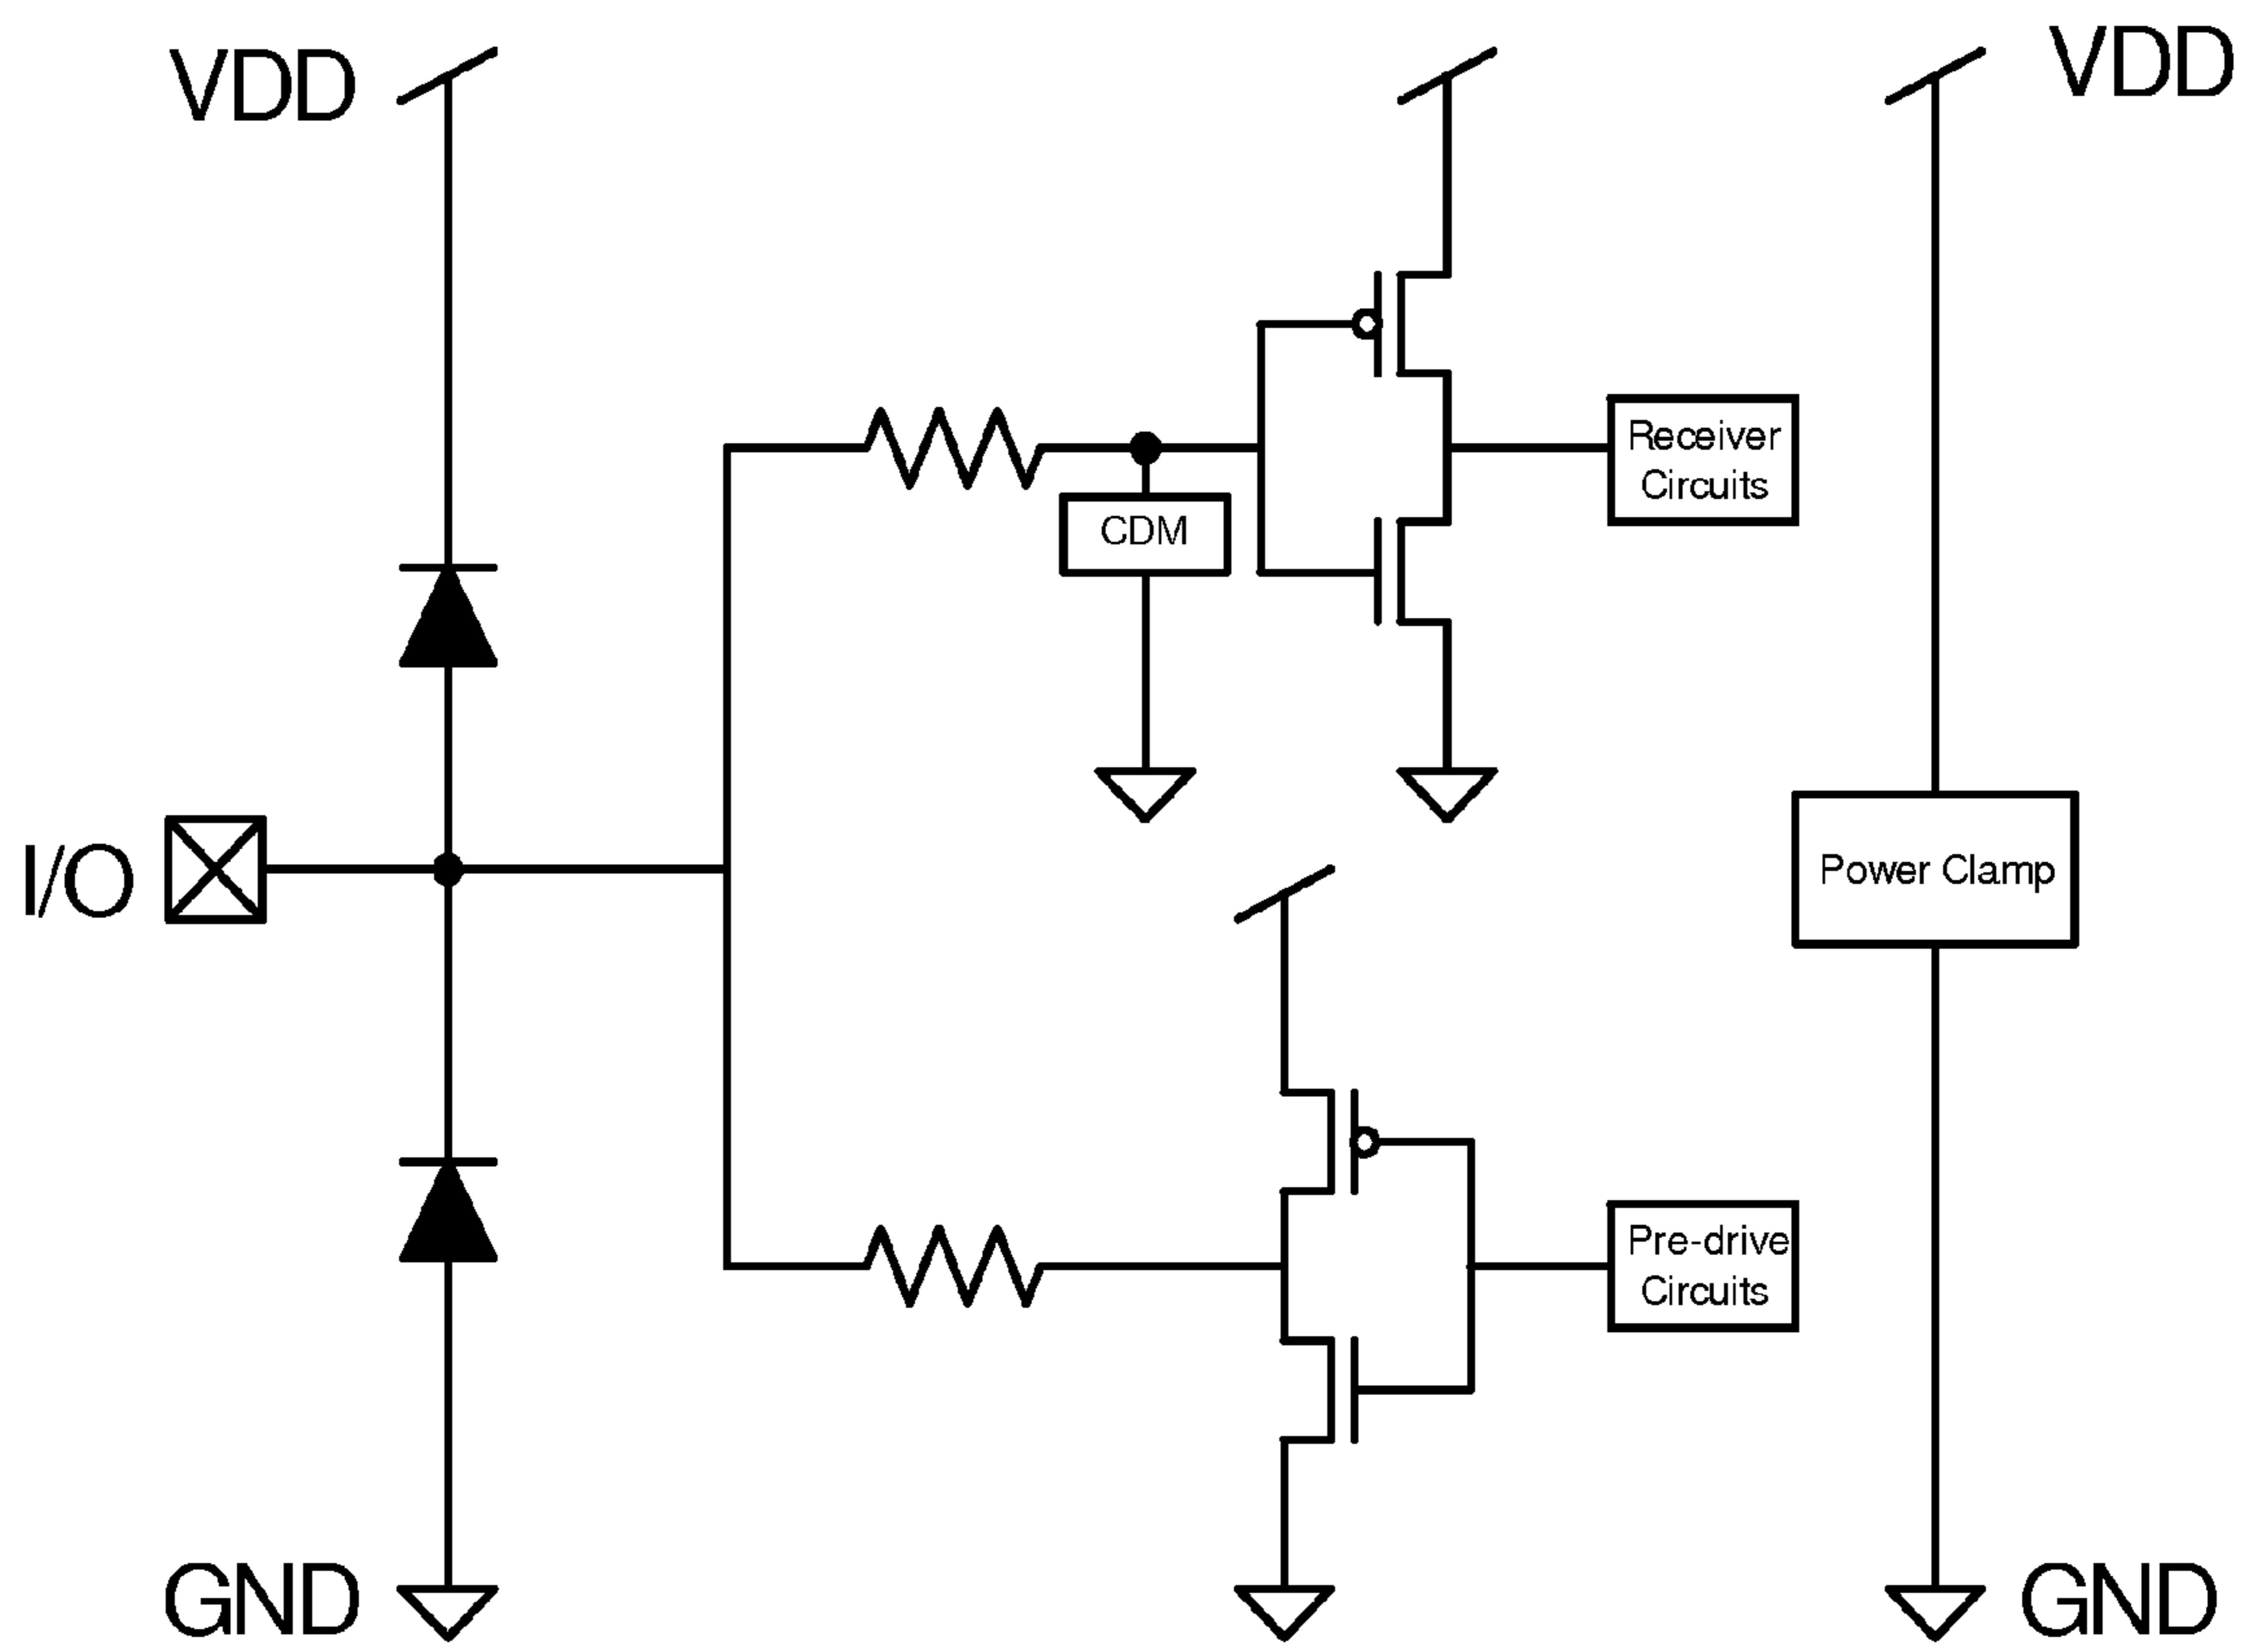 VDD
VDD
Receiver
Circuits
CDM
I/O
Power Clamp
Pre-drive
Circuits
GND
GND